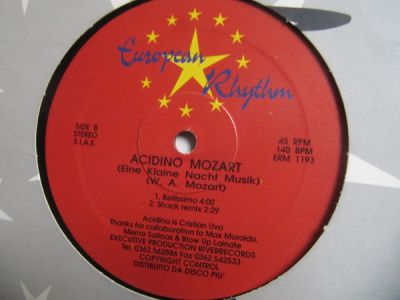 European
Rhythm
SIDE B
STEREO
S.I.A.E.
45 RPM
140 BPM
ERM 1193
ACIDINO MOZART
(Eine Klaine Nacht Musik)
(W. A. Mozart)
1. Bellissimo 4:00
2. Shock remix 2:29
Acidino is Cristian Uva
Thanks for collaboration to Max Moroldo,
Memo Salinas & Blow Up Lainate
EXECUTIVE PRODUCTION RIVERRECORDS
Tel. 0362.562886 Fax 0362.542533
COPYRIGHT CONTROL
DISTIBUITO DA DISCO PIU'